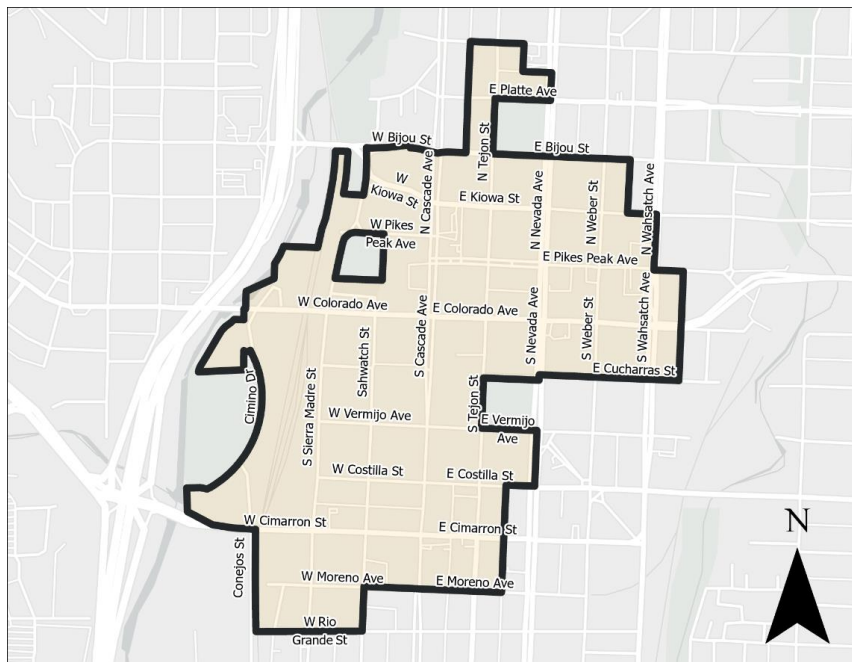 E Platte Ave
W Bijou St
E Bijou St
N Tejon St
N Cascade Ave
W
Kiowa St
E Kiowa St
N Nevada Ave
N Weber St
N Wahsatch Ave
W Pikes
Peak Ave
E Pikes Peak Ave
W Colorado Ave
E Colorado Ave
S Cascade Ave
S Nevada Ave
S Weber St
S Wahsatch Ave
Sahwatch St
Cimino Dr
S Sierra Madre St
E Cucharras St
S Tejon St
W Vermijo Ave
E Vermijo
Ave
W Costilla St
E Costilla St
W Cimarron St
E Cimarron St
N
Conejos St
W Moreno Ave
E Moreno Ave
W Rio
Grande St